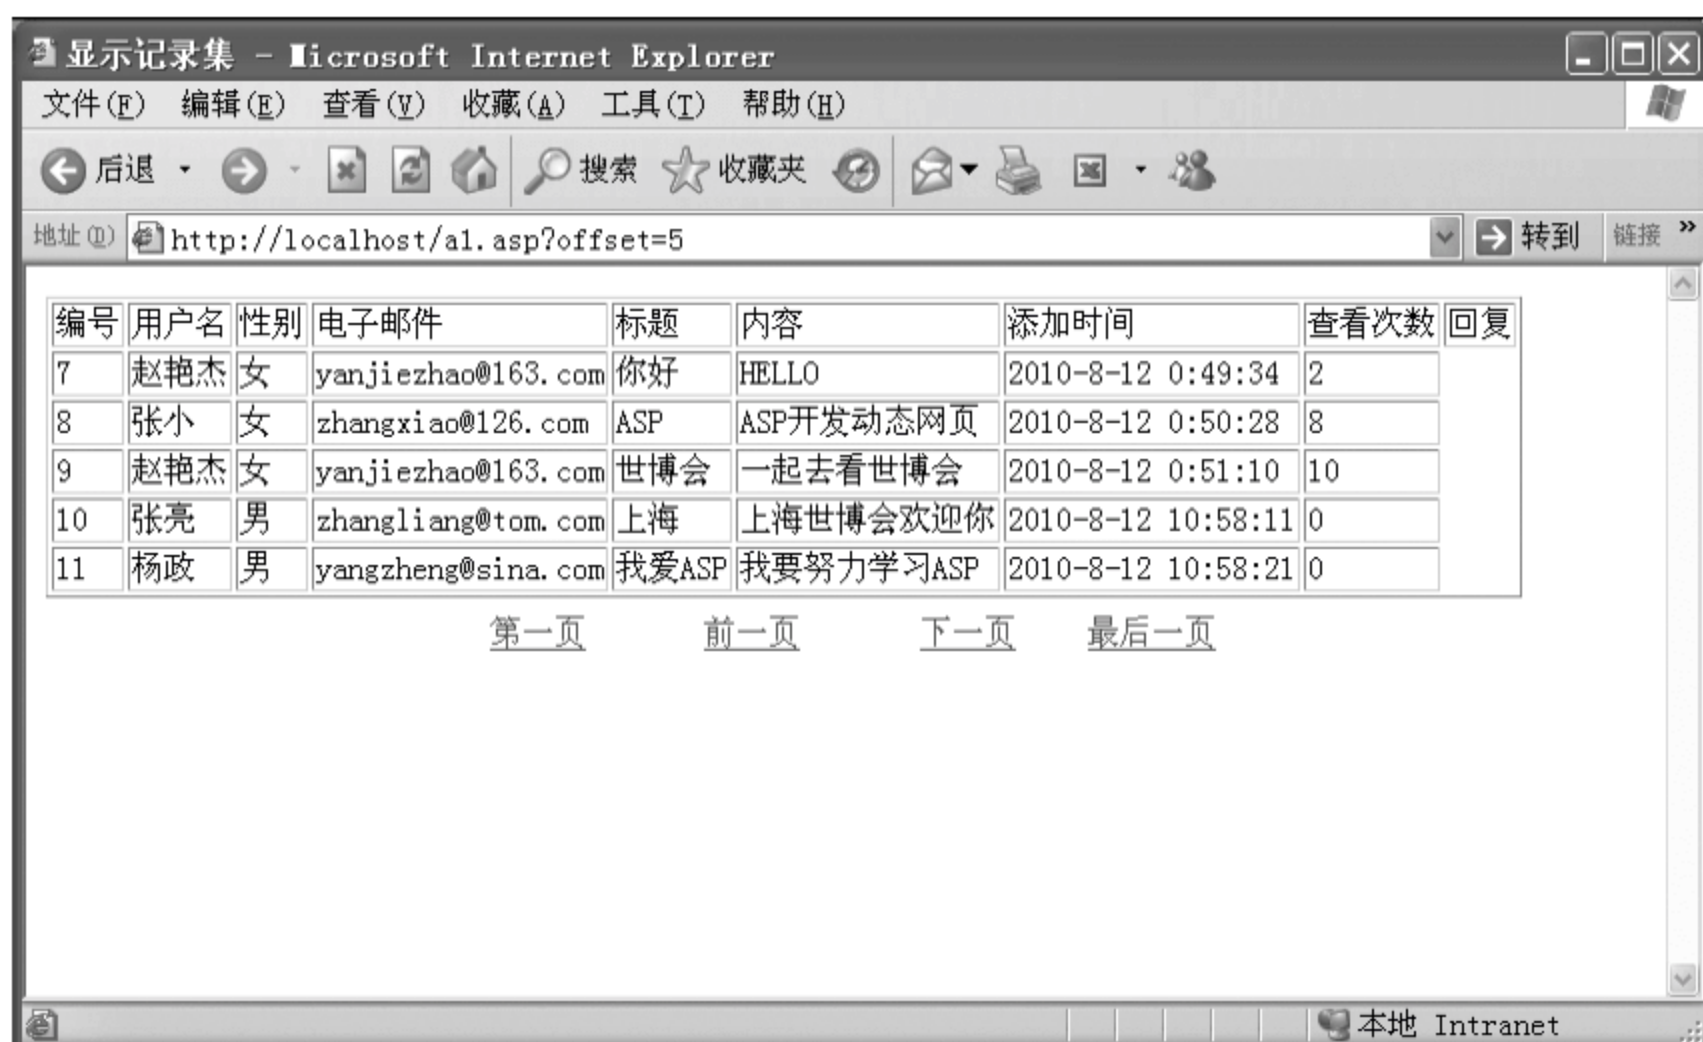 显示记录集 - Microsoft Internet Explorer
文件(F) 编辑(E) 查看(V) 收藏(A) 工具(T) 帮助(H)
后退 搜索 收藏夹
地址(D) http://localhost/a1.asp?offset=5 转到 链接 »
编号 用户名 性别 电子邮件 标题 内容 添加时间 查看次数 回复
7 赵艳杰 女 yanjiezhao@163.com 你好 HELLO 2010-8-12 0:49:34 2
8 张小 女 zhangxiao@126.com ASP ASP开发动态网页 2010-8-12 0:50:28 8
9 赵艳杰 女 yanjiezhao@163.com 世博会 一起去看世博会 2010-8-12 0:51:10 10
10 张亮 男 zhangliang@tom.com 上海 上海世博会欢迎你 2010-8-12 10:58:11 0
11 杨政 男 yangzheng@sina.com 我爱ASP 我要努力学习ASP 2010-8-12 10:58:21 0
第一页 前一页 下一页 最后一页
本地 Intranet